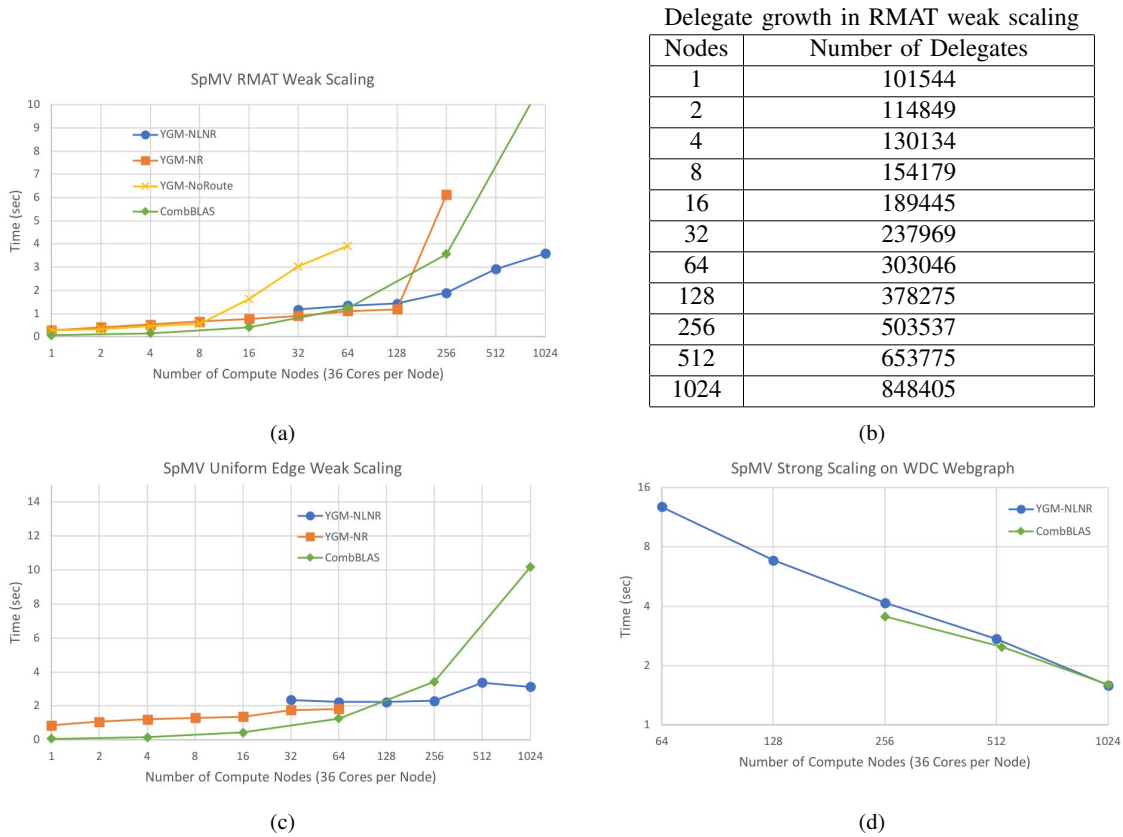 SpMV RMAT Weak Scaling
10
9
8
7
6
5
4
3
2
1
0
Time (sec)
YGM-NLNR
YGM-NR
YGM-NoRoute
CombBLAS
1 2 4 8 16 32 64 128 256 512 1024
Number of Compute Nodes (36 Cores per Node)
(a)
Delegate growth in RMAT weak scaling
Nodes Number of Delegates
1 101544
2 114849
4 130134
8 154179
16 189445
32 237969
64 303046
128 378275
256 503537
512 653775
1024 848405
(b)
SpMV Uniform Edge Weak Scaling
14
12
10
8
6
4
2
0
Time (sec)
YGM-NLNR
YGM-NR
CombBLAS
1 2 4 8 16 32 64 128 256 512 1024
Number of Compute Nodes (36 Cores per Node)
(c)
SpMV Strong Scaling on WDC Webgraph
16
8
4
2
1
Time (sec)
YGM-NLNR
CombBLAS
64 128 256 512 1024
Number of Compute Nodes (36 Cores per Node)
(d)